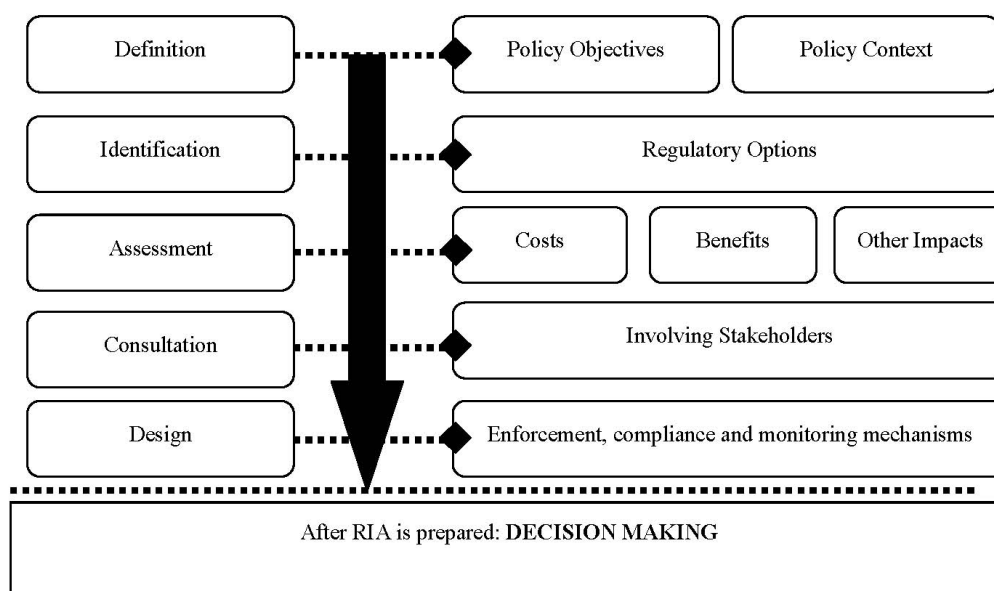 Definition
Policy Objectives
Policy Context
Identification
Regulatory Options
Assessment
Costs
Benefits
Other Impacts
Consultation
Involving Stakeholders
Design
Enforcement, compliance and monitoring mechanisms
After RIA is prepared: DECISION MAKING